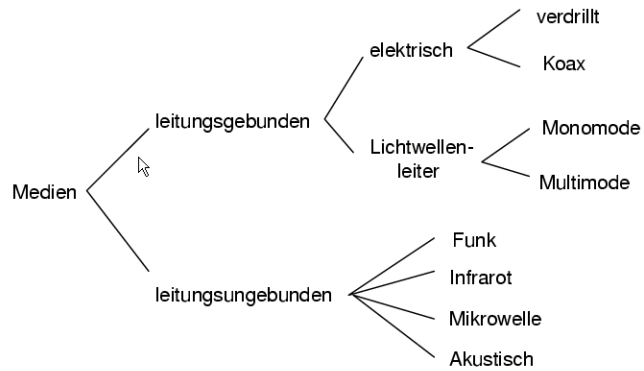 verdrillt
elektrisch
Koax
leitungsgebunden
Monomode
Lichtwellen-
leiter
Multimode
Medien
Funk
Infrarot
leitungsungebunden
Mikrowelle
Akustisch